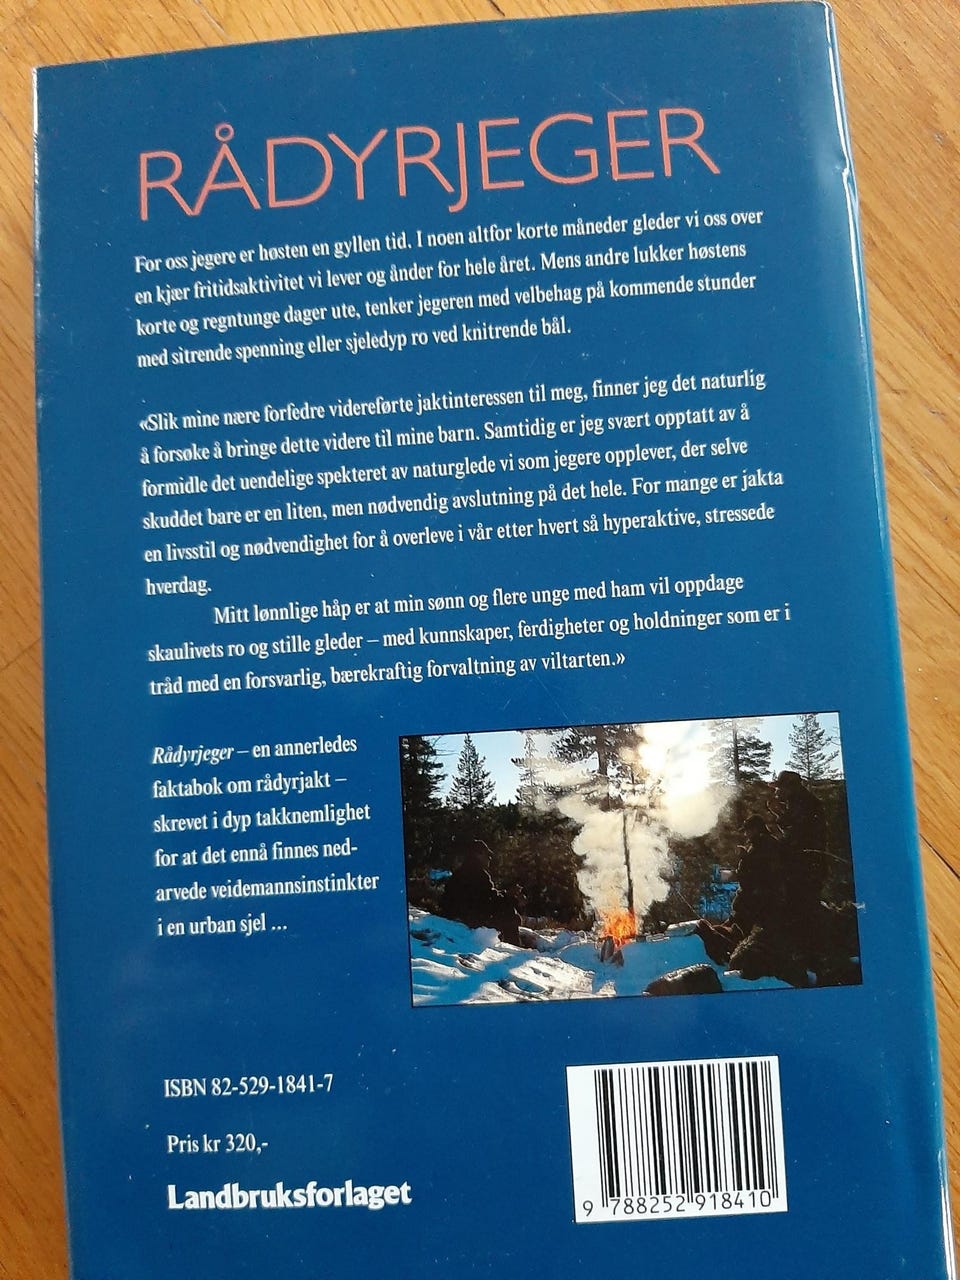 RÅDYRJEGER
For oss jegere er høsten en gyllen tid. I noen altfor korte måneder gleder vi oss over
en kjær fritidsaktivitet vi lever og ånder for hele året. Mens andre lukker høstens
korte og regntunge dager ute, tenker jegeren med velbehag på kommende stunder
med sitrende spenning eller sjeledyp ro ved knitrende bål.
«Slik mine nære forfedre videreførte jaktinteressen til meg, finner jeg det naturlig
å forsøke å bringe dette videre til mine barn. Samtidig er jeg svært opptatt av å
formidle det uendelige spekteret av naturglede vi som jegere opplever, der selve
skuddet bare er en liten, men nødvendig avslutning på det hele. For mange er jakta
en livsstil og nødvendighet for å overleve i vår etter hvert så hyperaktive, stressede
hverdag.
Mitt lønnlige håp er at min sønn og flere unge med ham vil oppdage
skaulivets ro og stille gleder – med kunnskaper, ferdigheter og holdninger som er i
tråd med en forsvarlig, bærekraftig forvaltning av viltarten.»
Rådyrjeger – en annerledes
faktabok om rådyrjakt –
skrevet i dyp takknemlighet
for at det ennå finnes ned-
arvede veidemannsinstinkter
i en urban sjel ...
ISBN 82-529-1841-7
Pris kr 320,-
Landbruksforlaget
9 788252 918410